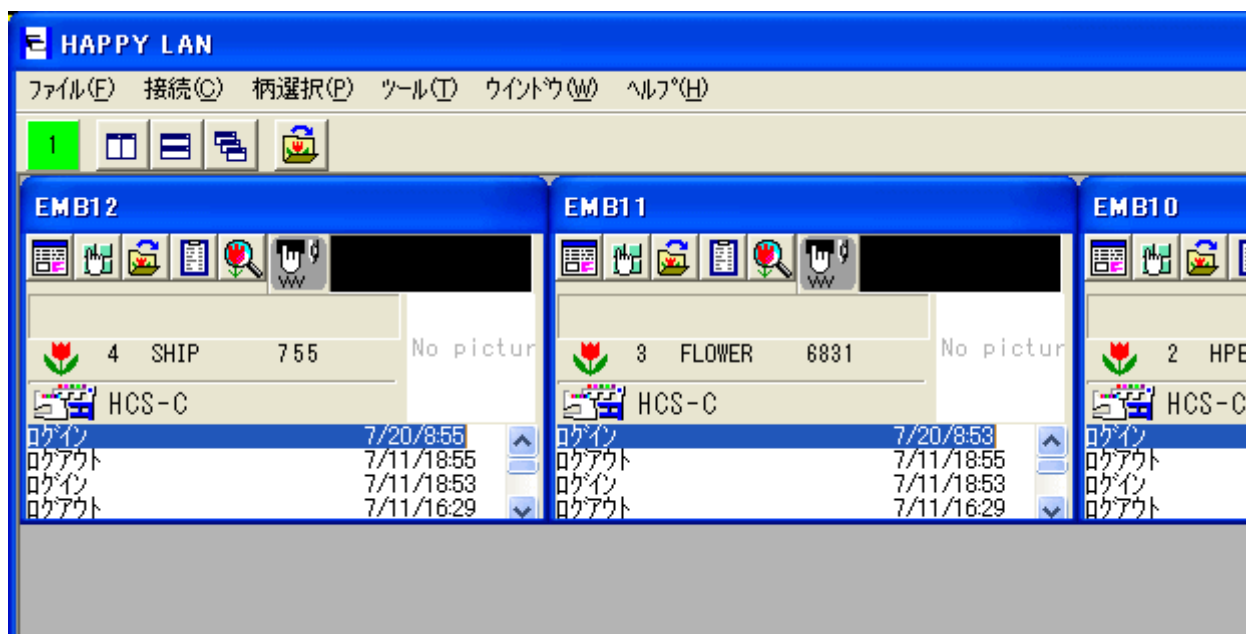 HAPPY LAN
ファイル(F) 接続(C) 柄選択(P) ツール(T) ウインドウ(W) ヘルプ(H)
1
EMB12
4 SHIP 755
No pictur
HCS-C
ログイン 7/20/8:55
ログアウト 7/11/18:55
ログイン 7/11/18:53
ログアウト 7/11/16:29
EMB11
3 FLOWER 6831
No pictur
HCS-C
ログイン 7/20/8:53
ログアウト 7/11/18:55
ログイン 7/11/18:53
ログアウト 7/11/16:29
EMB10
2 HPE
HCS-C
ログイン
ログアウト
ログイン
ログアウト